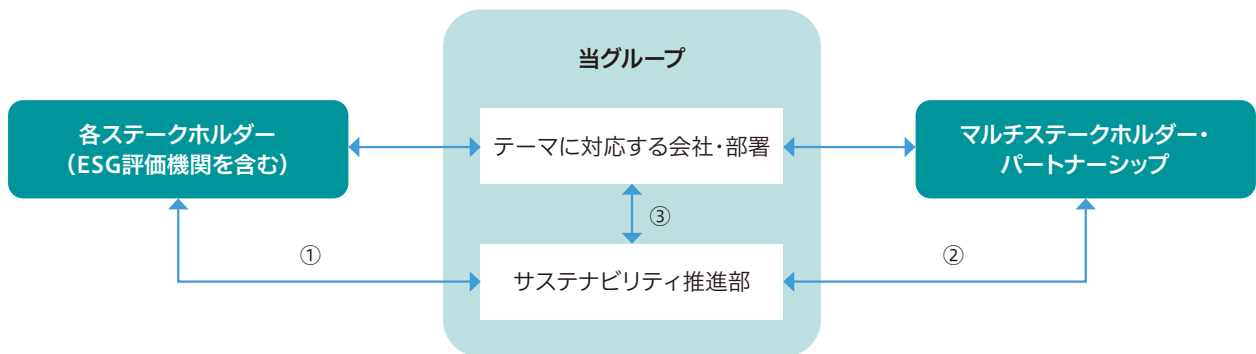 当グループ
各ステークホルダー
（ESG評価機関を含む）
テーマに対応する会社・部署
マルチステークホルダー・
パートナーシップ
③
①
サステナビリティ推進部
②